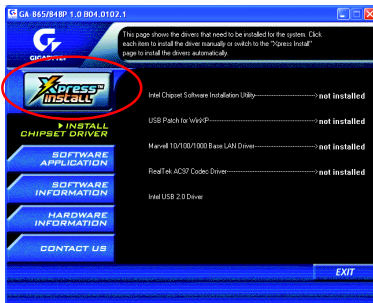 GA-865/848P 1.0 B04.0102.1
GIGABYTE
This page shows the drivers that need to be installed for the system. Click
each item to install the driver manually or switch to the "Xpress Install"
page to install the drivers automatically.
Xpress™
INSTALL
INSTALL
CHIPSET DRIVER
SOFTWARE
APPLICATION
SOFTWARE
INFORMATION
HARDWARE
INFORMATION
CONTACT US
Intel Chipset Software Installation Utility not installed
USB Patch for WinXP not installed
Marvell 10/100/1000 Base LAN Driver not installed
RealTek AC97 Codec Driver not installed
Intel USB 2.0 Driver
EXIT